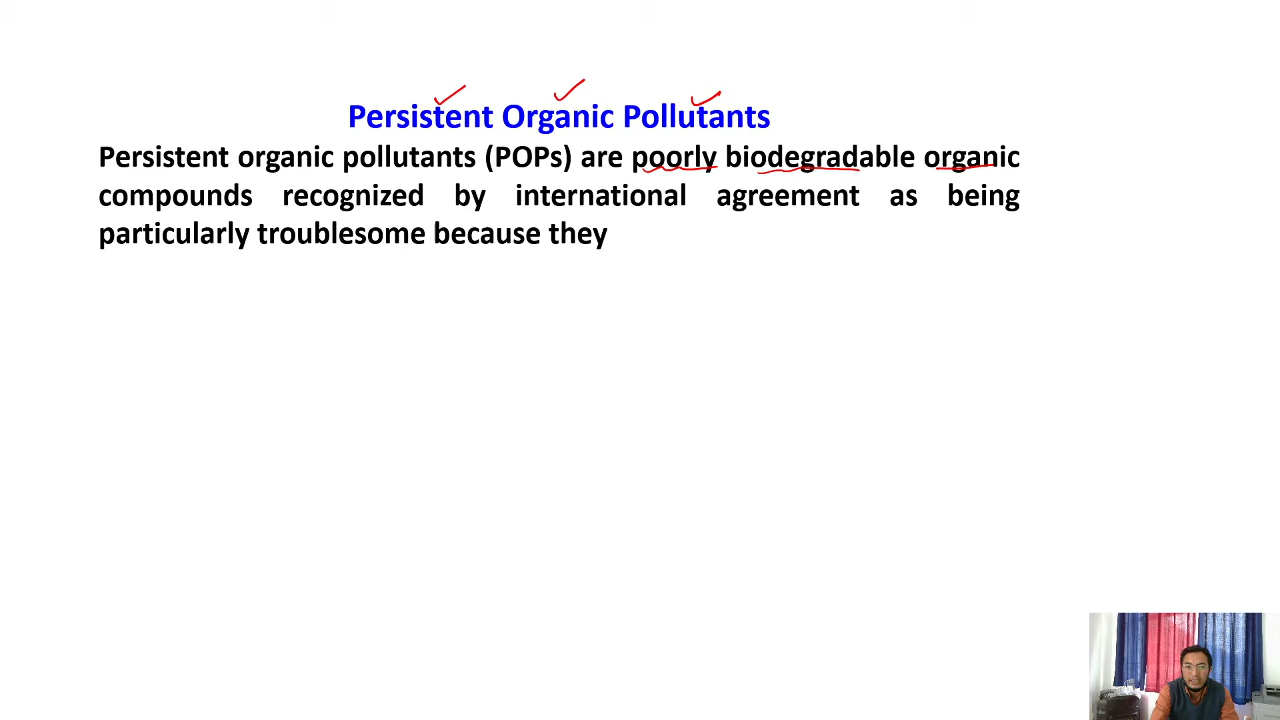 Persistent Organic Pollutants
Persistent organic pollutants (POPs) are poorly biodegradable organic
compounds recognized by international agreement as being
particularly troublesome because they